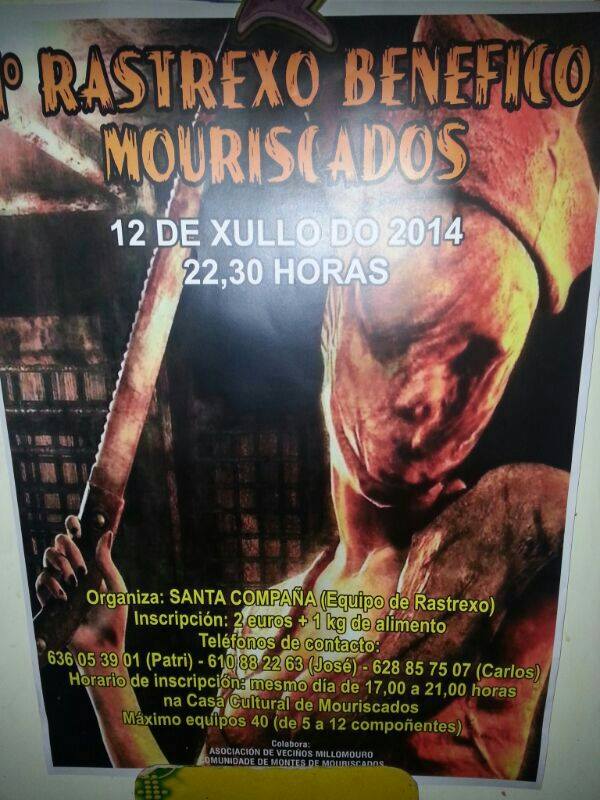 1º RASTREXO BENEFICO
MOURISCADOS
12 DE XULLO DO 2014
22,30 HORAS
Organiza: SANTA COMPAÑA (Equipo de Rastrexo)
Inscripción: 2 euros + 1 kg de alimento
Teléfonos de contacto:
636 05 39 01 (Patri) - 610 88 22 63 (José) - 628 85 75 07 (Carlos)
Horario de inscripción: mesmo día de 17,00 a 21,00 horas
na Casa Cultural de Mouriscados
Máximo equipos 40 (de 5 a 12 compoñentes)
Colabora:
ASOCIACIÓN DE VECIÑOS MILLOMOURO
COMUNIDADE DE MONTES DE MOURISCADOS